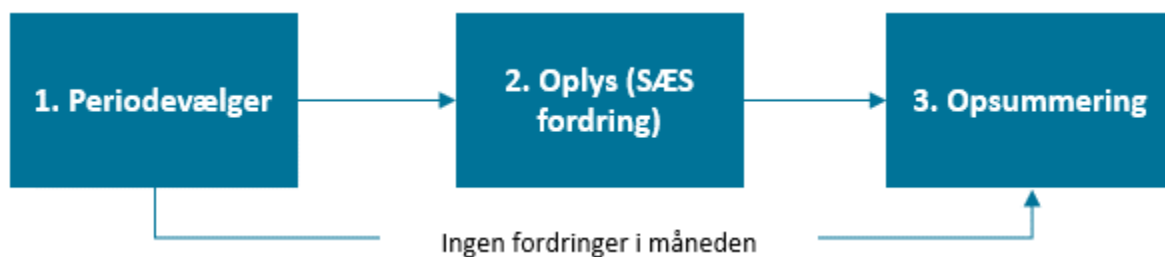 1. Periodevælger
2. Oplys (SÆS
fordring)
3. Opsummering
Ingen fordringer i måneden